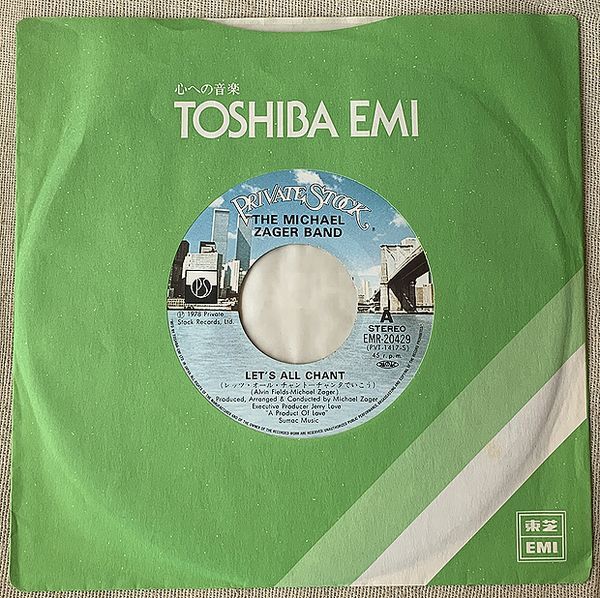 心への音楽
TOSHIBA EMI
PRIVATE STOCK
THE MICHAEL
ZAGER BAND
PS
A
STEREO
EMR-20429
(PVT-1417-S)
45 r.p.m.
Ⓟ 1978 Private
Stock Records, Ltd.
LET'S ALL CHANT
(レッツ・オール・チャント〜チャンタでいこう)
(Alvin Fields-Michael Zager)
Produced, Arranged & Conducted by Michael Zager
Executive Producer Jerry Love
"A Product Of Love"
Sumac Music
東芝
EMI